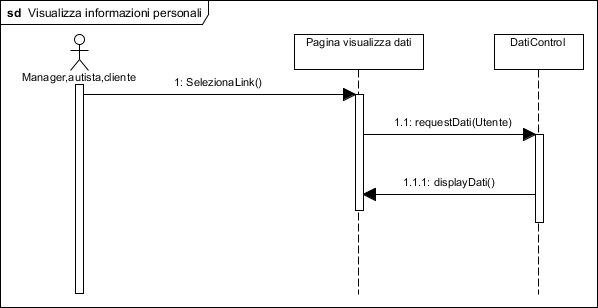 sd Visualizza informazioni personali
Manager,autista,cliente
Pagina visualizza dati
DatiControl
1: SelezionaLink()
1.1: requestDati(Utente)
1.1.1: displayDati()